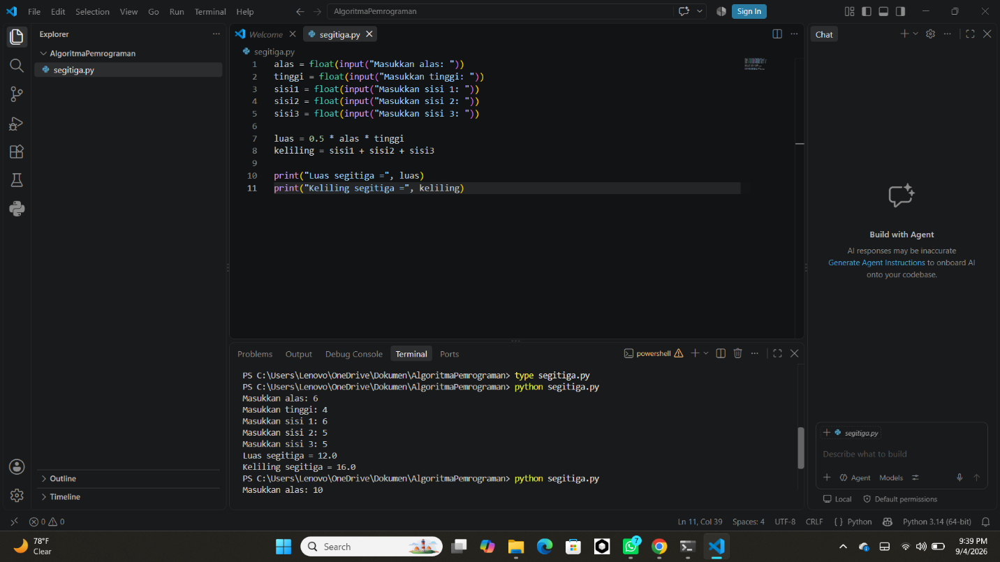 File Edit Selection View Go Run Terminal Help
AlgoritmaPemrograman
Sign In
Explorer
AlgoritmaPemrograman
segitiga.py
Outline
Timeline
Welcome
segitiga.py
segitiga.py
1 alas = float(input("Masukkan alas: "))
2 tinggi = float(input("Masukkan tinggi: "))
3 sisi1 = float(input("Masukkan sisi 1: "))
4 sisi2 = float(input("Masukkan sisi 2: "))
5 sisi3 = float(input("Masukkan sisi 3: "))
6
7 luas = 0.5 * alas * tinggi
8 keliling = sisi1 + sisi2 + sisi3
9
10 print("Luas segitiga =", luas)
11 print("Keliling segitiga =", keliling)
Problems Output Debug Console Terminal Ports
powershell
PS C:\Users\Lenovo\OneDrive\Dokumen\AlgoritmaPemrograman> type segitiga.py
PS C:\Users\Lenovo\OneDrive\Dokumen\AlgoritmaPemrograman> python segitiga.py
Masukkan alas: 6
Masukkan tinggi: 4
Masukkan sisi 1: 6
Masukkan sisi 2: 5
Masukkan sisi 3: 5
Luas segitiga = 12.0
Keliling segitiga = 16.0
PS C:\Users\Lenovo\OneDrive\Dokumen\AlgoritmaPemrograman> python segitiga.py
Masukkan alas: 10
Chat
Build with Agent
AI responses may be inaccurate
Generate Agent Instructions to onboard AI
onto your codebase.
segitiga.py
Describe what to build
Agent Models
Local Default permissions
0 0
Ln 11, Col 39 Spaces: 4 UTF-8 CRLF { } Python Python 3.14 (64-bit)
78°F
Clear
Search
7
9:39 PM
9/4/2026